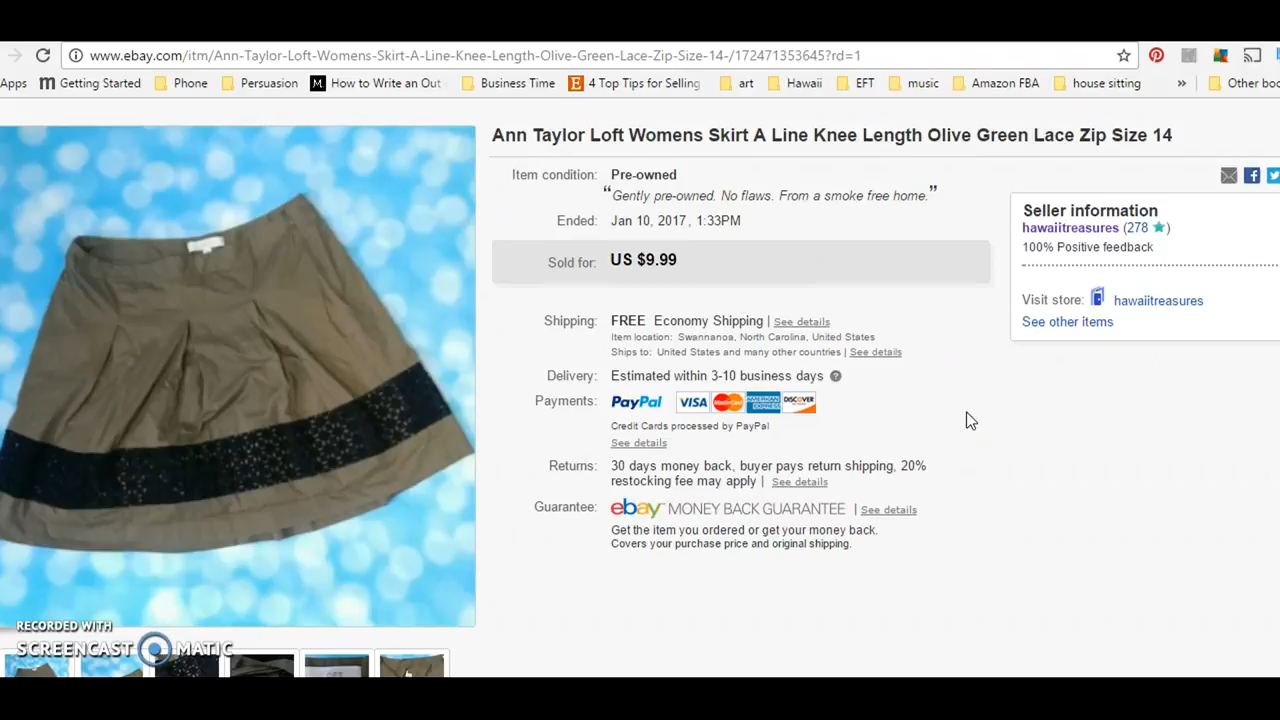 www.ebay.com/itm/Ann-Taylor-Loft-Womens-Skirt-A-Line-Knee-Length-Olive-Green-Lace-Zip-Size-14-/172471353645?rd=1
Apps Getting Started Phone Persuasion M How to Write an Out Business Time E 4 Top Tips for Selling art Hawaii EFT music Amazon FBA house sitting » Other boo
Ann Taylor Loft Womens Skirt A Line Knee Length Olive Green Lace Zip Size 14
Item condition: Pre-owned
“Gently pre-owned. No flaws. From a smoke free home.”
Ended: Jan 10, 2017 , 1:33PM
Sold for: US $9.99
Shipping: FREE Economy Shipping | See details
Item location: Swannanoa, North Carolina, United States
Ships to: United States and many other countries | See details
Delivery: Estimated within 3-10 business days ?
Payments: PayPal VISA MasterCard AMERICAN EXPRESS DISCOVER
Credit Cards processed by PayPal
See details
Returns: 30 days money back, buyer pays return shipping, 20%
restocking fee may apply | See details
Guarantee: ebay MONEY BACK GUARANTEE | See details
Get the item you ordered or get your money back.
Covers your purchase price and original shipping.
Seller information
hawaiitreasures (278 ★)
100% Positive feedback
Visit store: hawaiitreasures
See other items
RECORDED WITH
SCREENCAST MATIC